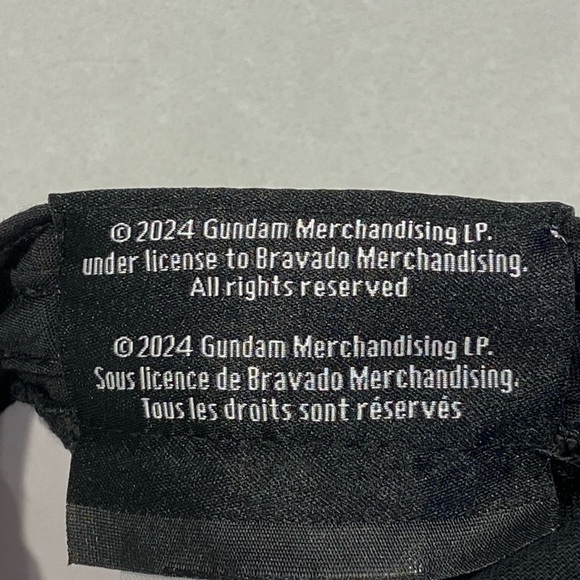 © 2024 Gundam Merchandising LP.
under license to Bravado Merchandising.
All rights reserved
© 2024 Gundam Merchandising LP.
Sous licence de Bravado Merchandising.
Tous les droits sont réservés